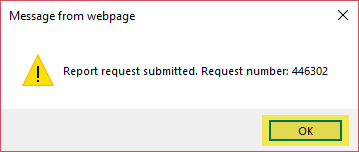 Message from webpage
Report request submitted. Request number: 446302
OK